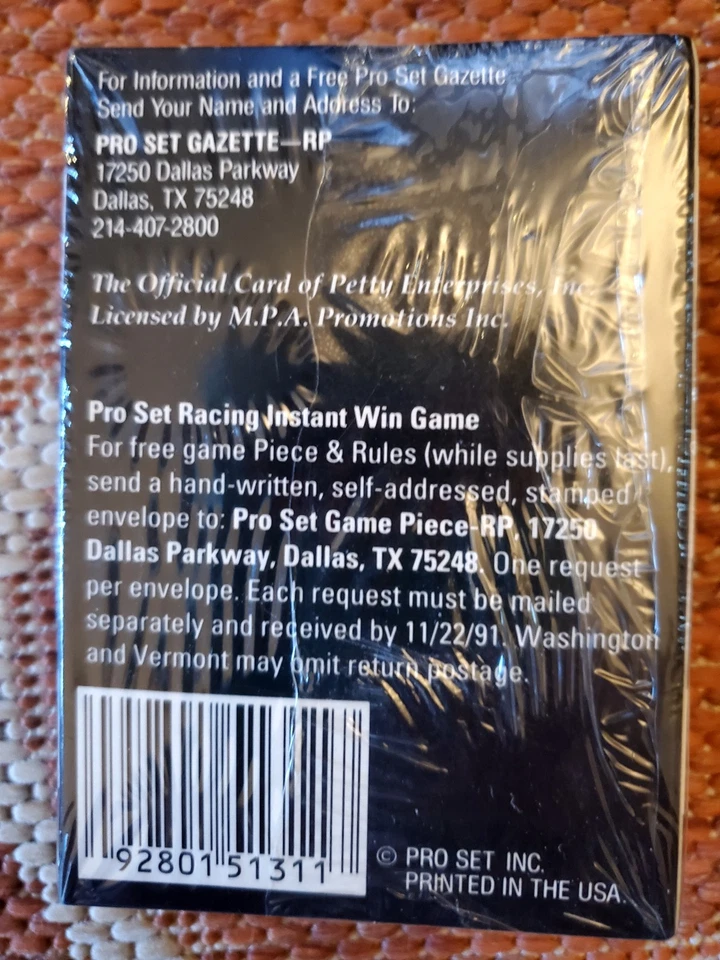 For Information and a Free Pro Set Gazette
Send Your Name and Address To:
PRO SET GAZETTE—RP
17250 Dallas Parkway
Dallas, TX 75248
214-407-2800
The Official Card of Petty Enterprises, Inc.
Licensed by M.P.A. Promotions Inc.
Pro Set Racing Instant Win Game
For free game Piece & Rules (while supplies last),
send a hand-written, self-addressed, stamped
envelope to: Pro Set Game Piece-RP, 17250
Dallas Parkway, Dallas, TX 75248. One request
per envelope. Each request must be mailed
separately and received by 11/22/91. Washington
and Vermont may omit return postage.
92801 51311
© PRO SET INC.
PRINTED IN THE USA.